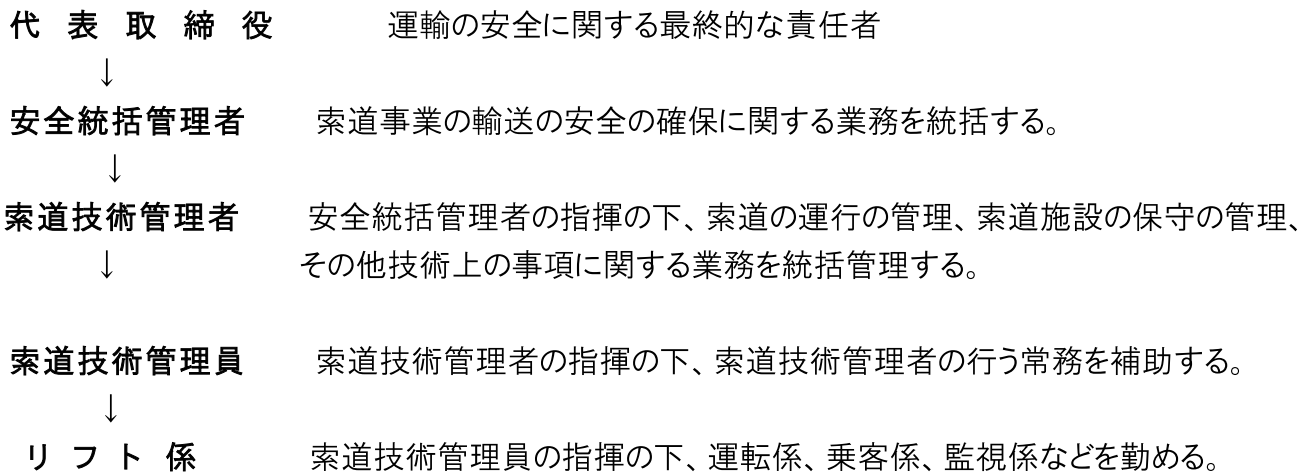 代表取締役 運輸の安全に関する最終的な責任者
↓
安全統括管理者 索道事業の輸送の安全の確保に関する業務を統括する。
↓
索道技術管理者 安全統括管理者の指揮の下、索道の運行の管理、索道施設の保守の管理、
↓ その他技術上の事項に関する業務を統括管理する。
索道技術管理員 索道技術管理者の指揮の下、索道技術管理者の行う常務を補助する。
↓
リフト係 索道技術管理員の指揮の下、運転係、乗客係、監視係などを勤める。